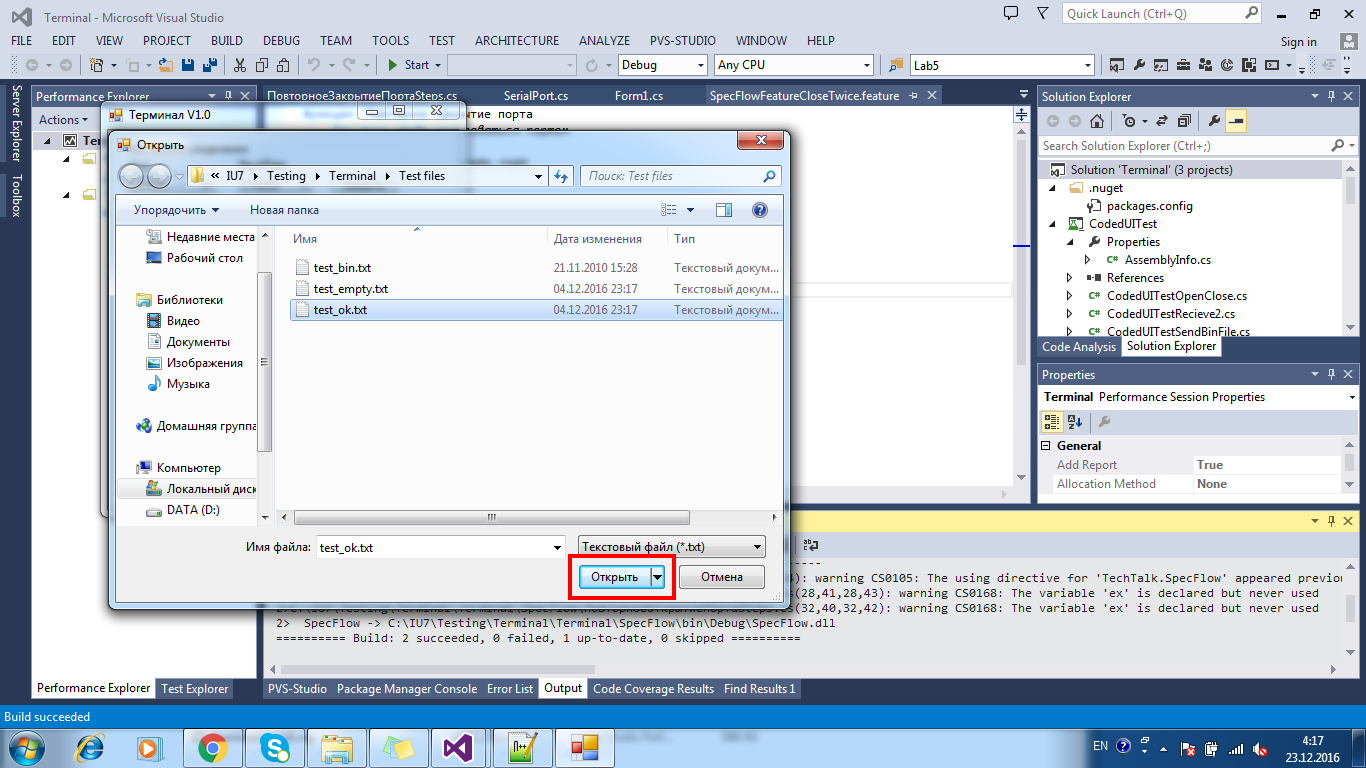 Terminal - Microsoft Visual Studio
Quick Launch (Ctrl+Q)
FILE EDIT VIEW PROJECT BUILD DEBUG TEAM TOOLS TEST ARCHITECTURE ANALYZE PVS-STUDIO WINDOW HELP
Sign in
Start Debug Any CPU Lab5
Server Explorer
Toolbox
Performance Explorer
Actions
ПовторноеЗакрытиеПортаSteps.cs SerialPort.cs Form1.cs SpecFlowFeatureCloseTwice.feature
Терминал V1.0
Открыть
IU7 Testing Terminal Test files
Поиск: Test files
Упорядочить Новая папка
Недавние места
Рабочий стол
Библиотеки
Видео
Документы
Изображения
Музыка
Домашняя группа
Компьютер
Локальный диск
DATA (D:)
Имя Дата изменения Тип
test_bin.txt 21.11.2010 15:28 Текстовый докум...
test_empty.txt 04.12.2016 23:17 Текстовый докум...
test_ok.txt 04.12.2016 23:17 Текстовый докум...
Имя файла: test_ok.txt Текстовый файл (*.txt)
Открыть Отмена
Solution Explorer
Search Solution Explorer (Ctrl+;)
Solution 'Terminal' (3 projects)
.nuget
packages.config
CodedUITest
Properties
AssemblyInfo.cs
References
CodedUITestOpenClose.cs
CodedUITestRecieve2.cs
CodedUITestSendBinFile.cs
Code Analysis Solution Explorer
Properties
Terminal Performance Session Properties
General
Add Report True
Allocation Method None
): warning CS0105: The using directive for 'TechTalk.SpecFlow' appeared previou
(28,41,28,43): warning CS0168: The variable 'ex' is declared but never used
(32,40,32,42): warning CS0168: The variable 'ex' is declared but never used
2> SpecFlow -> C:\IU7\Testing\Terminal\Terminal\SpecFlow\bin\Debug\SpecFlow.dll
========== Build: 2 succeeded, 0 failed, 1 up-to-date, 0 skipped ==========
Performance Explorer Test Explorer
PVS-Studio Package Manager Console Error List Output Code Coverage Results Find Results 1
Build succeeded
EN
4:17
23.12.2016